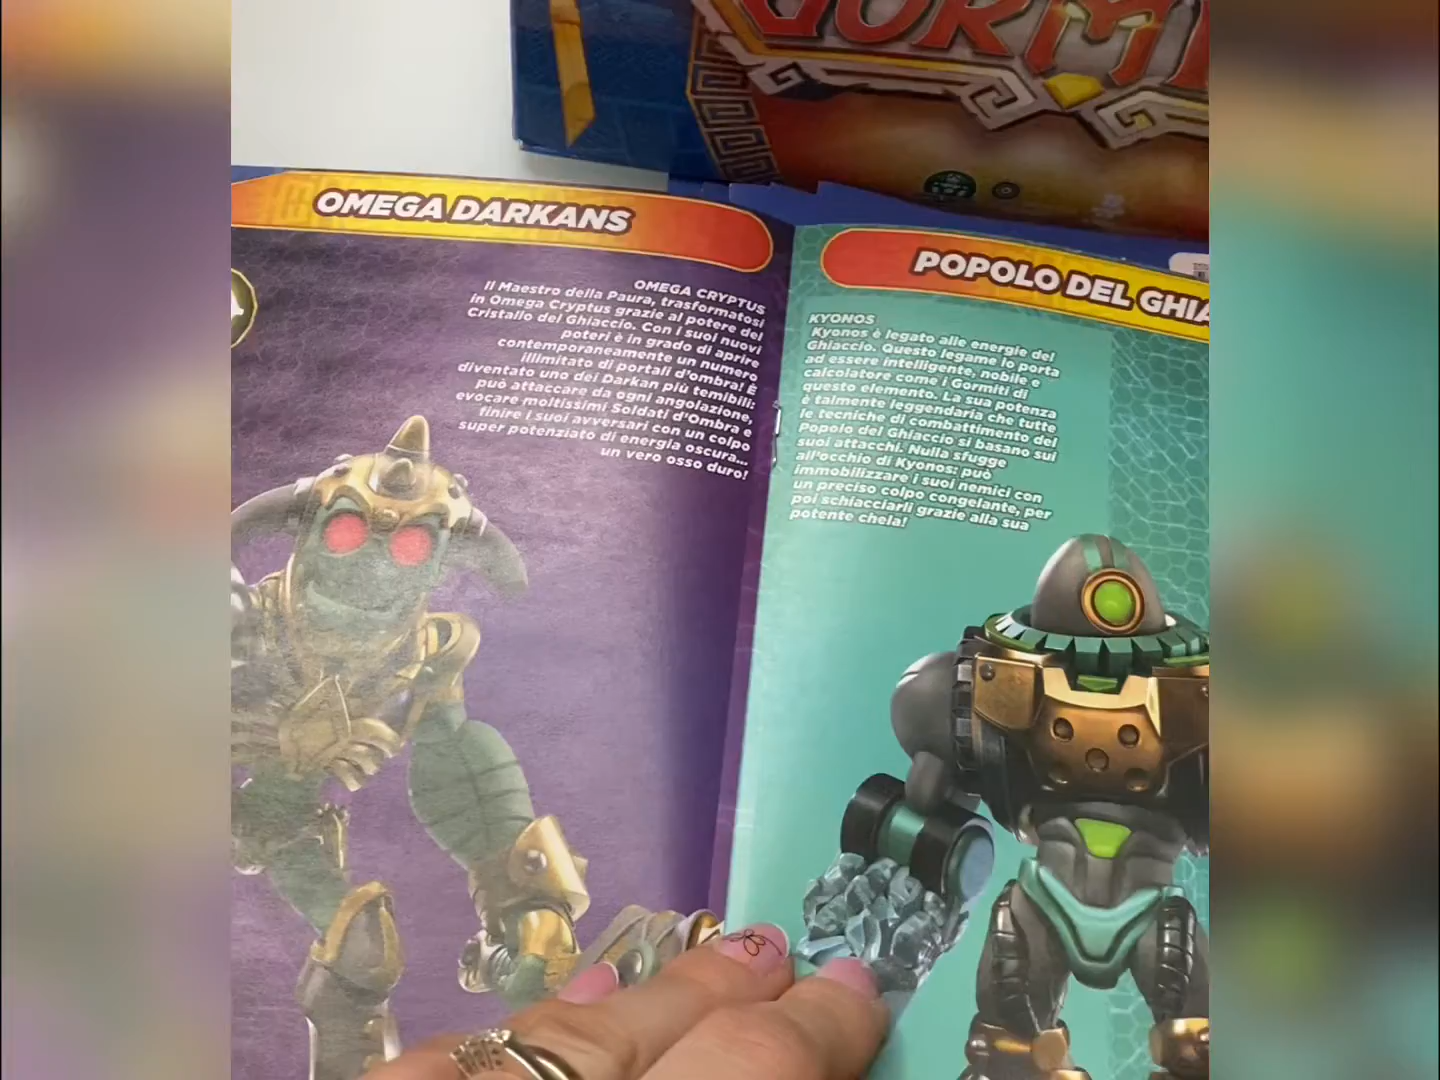 GORMI
OMEGA DARKANS
OMEGA CRYPTUS
Il Maestro della Paura, trasformatosi
in Omega Cryptus grazie al potere del
Cristallo del Ghiaccio. Con i suoi nuovi
poteri è in grado di aprire
contemporaneamente un numero
illimitato di portali d'ombra! È
diventato uno dei Darkan più temibili:
può attaccare da ogni angolazione,
evocare moltissimi Soldati d'Ombra e
finire i suoi avversari con un colpo
super potenziato di energia oscura...
un vero osso duro!
POPOLO DEL GHIA
KYONOS
Kyonos è legato alle energie del
Ghiaccio. Questo legame lo porta
ad essere intelligente, nobile e
calcolatore come i Gormiti di
questo elemento. La sua potenza
è talmente leggendaria che tutte
le tecniche di combattimento del
Popolo del Ghiaccio si basano sui
suoi attacchi. Nulla sfugge
all'occhio di Kyonos: può
immobilizzare i suoi nemici con
un preciso colpo congelante, per
poi schiacciarli grazie alla sua
potente chela!